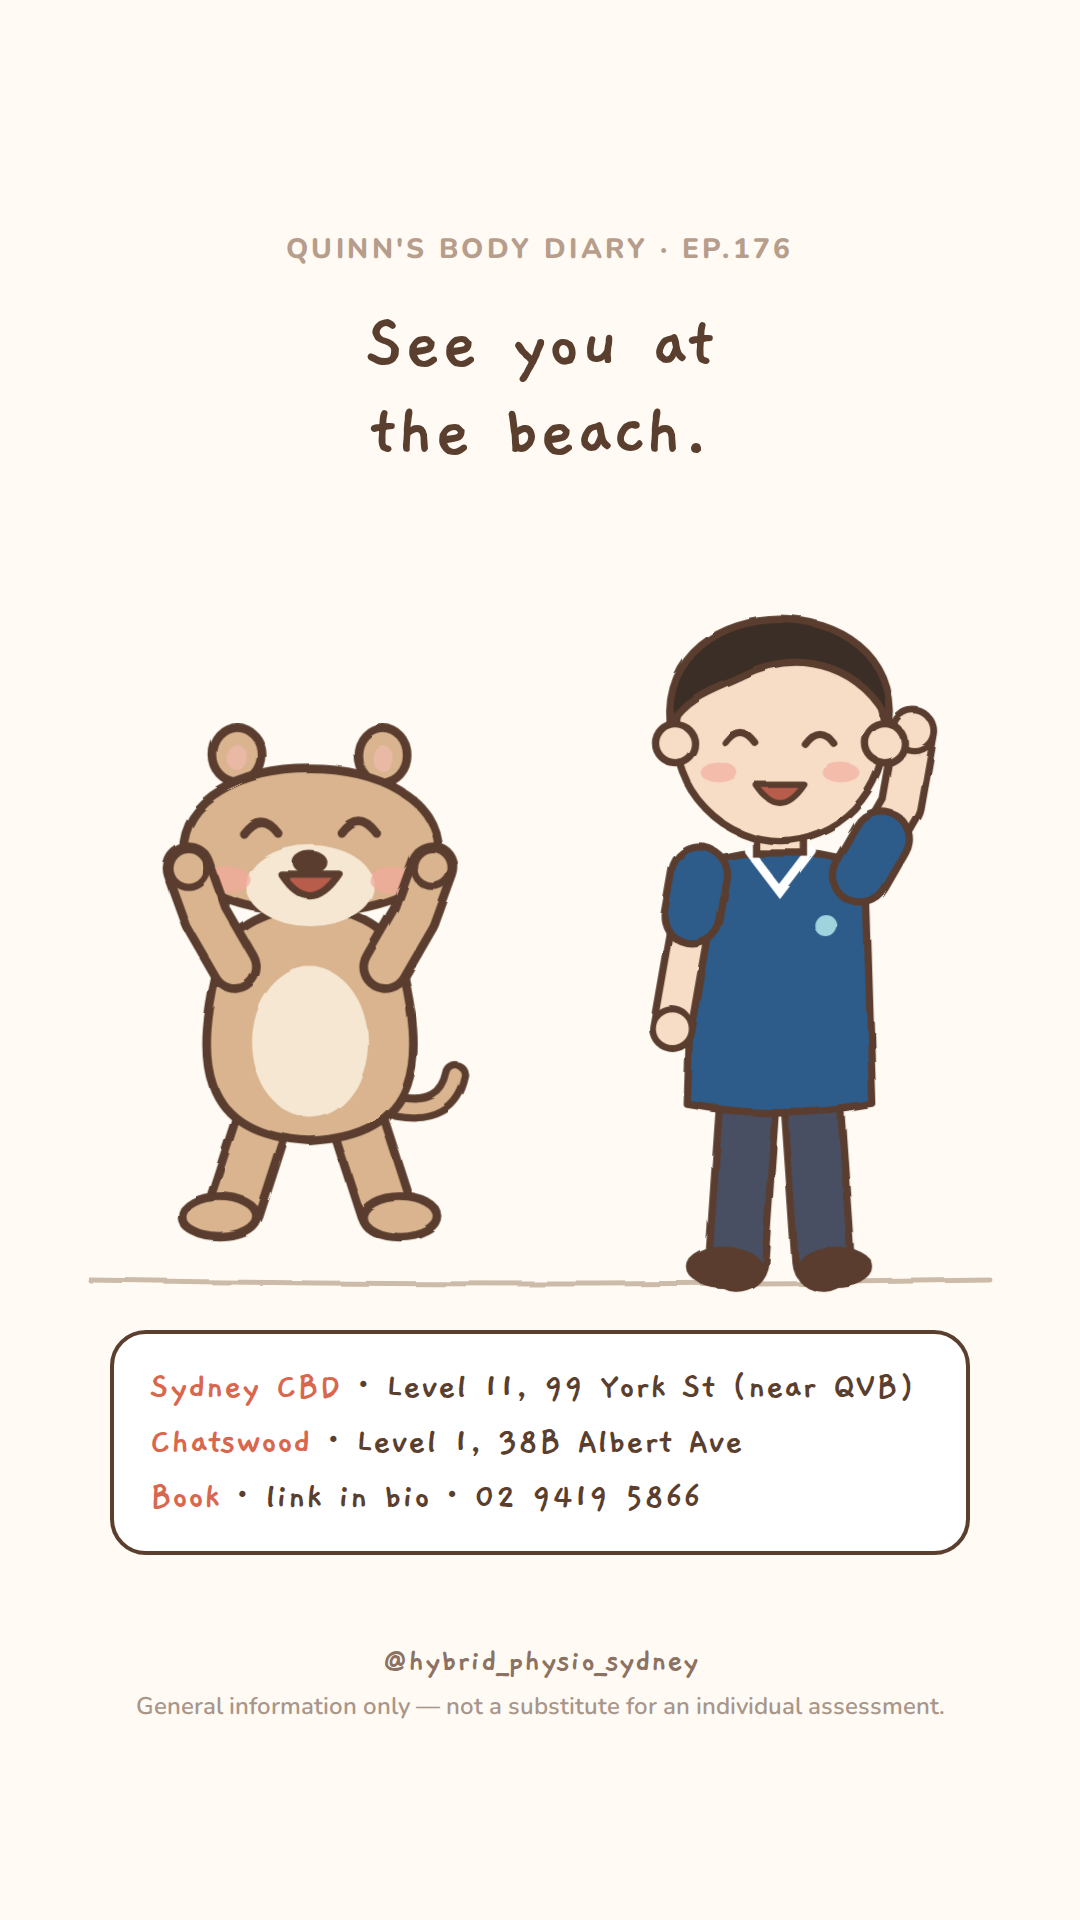 QUINN'S BODY DIARY · EP.176
See you at
the beach.
Sydney CBD · Level 11, 99 York St (near QVB)
Chatswood · Level 1, 38B Albert Ave
Book · link in bio · 02 9419 5866
@hybrid_physio_sydney
General information only — not a substitute for an individual assessment.